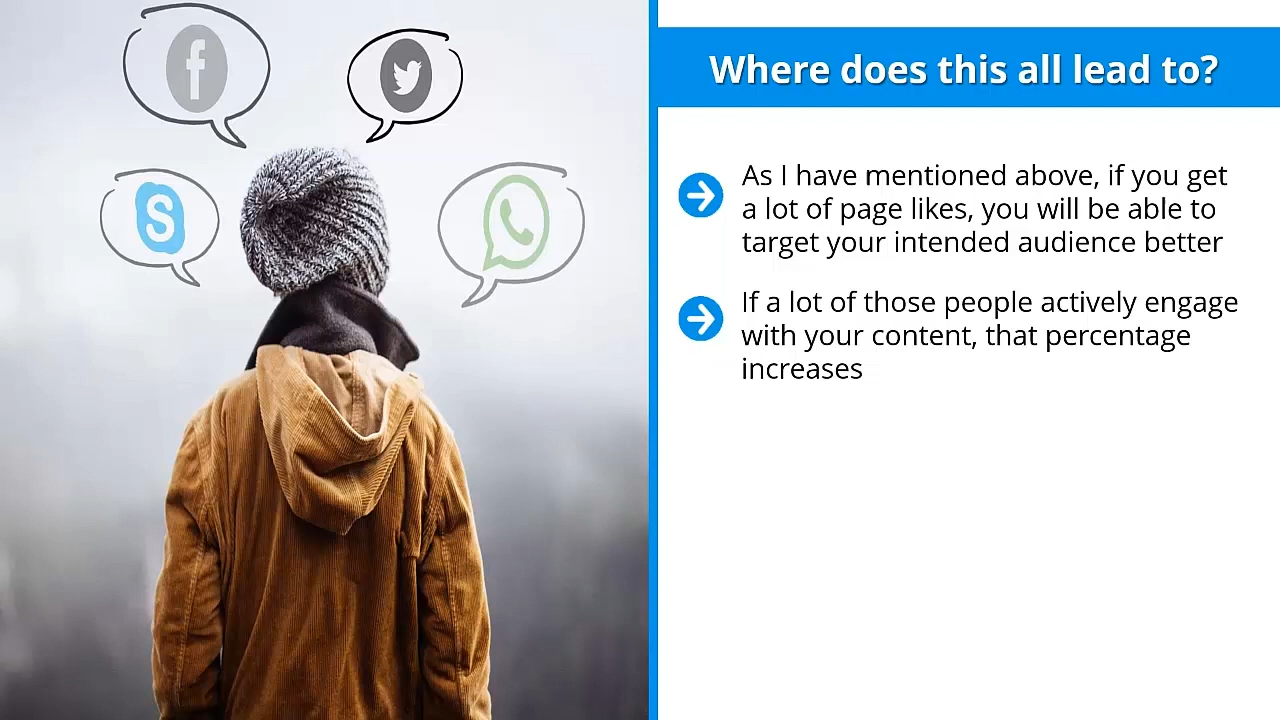 Where does this all lead to?
As I have mentioned above, if you get
a lot of page likes, you will be able to
target your intended audience better
If a lot of those people actively engage
with your content, that percentage
increases